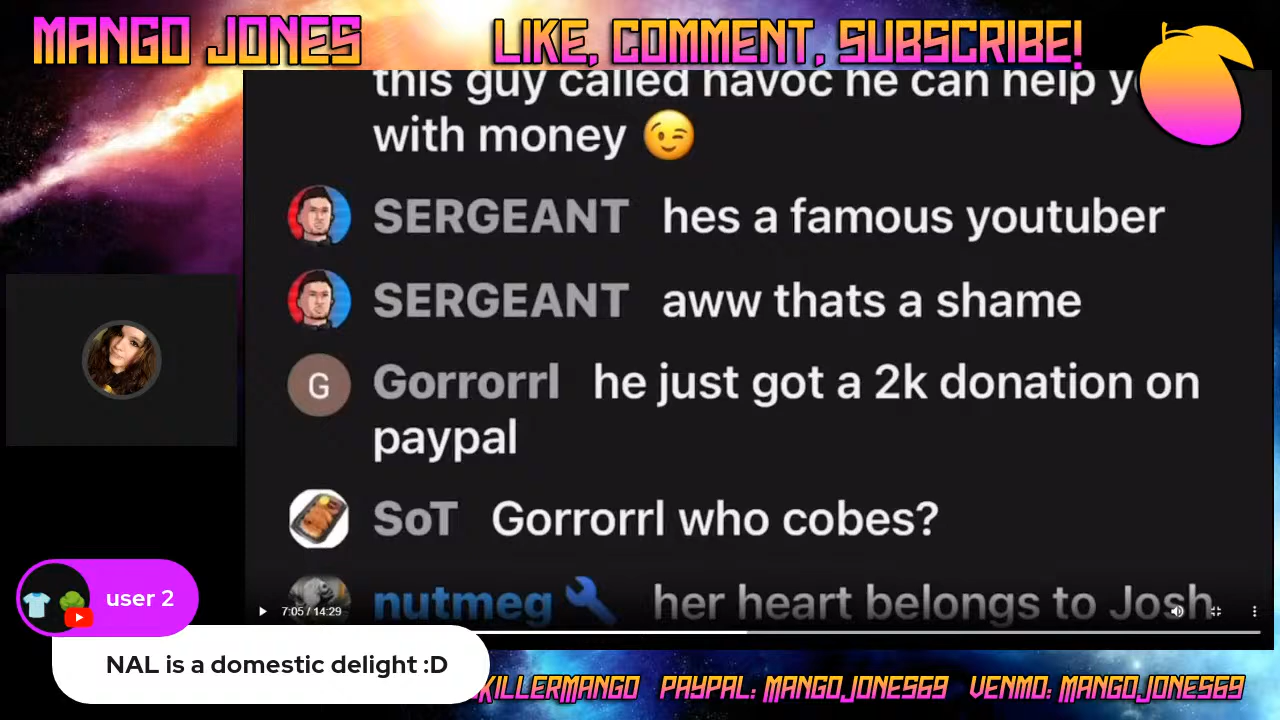 MANGO JONES
LIKE, COMMENT, SUBSCRIBE!
this guy called havoc he can help
with money 😉
SERGEANT hes a famous youtuber
SERGEANT aww thats a shame
G Gorrorrl he just got a 2k donation on
paypal
SoT Gorrorrl who cobes?
nutmeg her heart belongs to Josh
7:05 / 14:29
user 2
NAL is a domestic delight :D
KILLERMANGO PAYPAL: MANGOJONES69 VENMO: MANGOJONES69